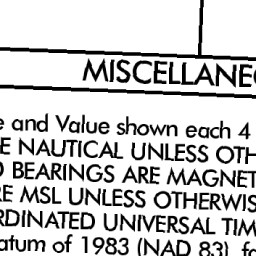 MISCELLANE
e and Value shown each 4
E NAUTICAL UNLESS OTH
BEARINGS ARE MAGNET
RE MSL UNLESS OTHERWIS
RDINATED UNIVERSAL TIM
atum of 1983 (NAD 83), fo